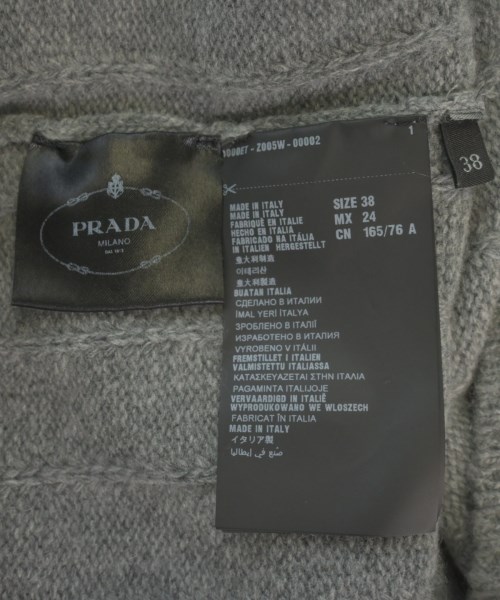 PRADA
MILANO
1
Z005W - 00002
38
MADE IN ITALY
MADE IN ITALY
FABRIQUÉ EN ITALIE
HECHO EN ITALIA
FABRICADO NA ITÁLIA
IN ITALIEN HERGESTELLT
意大利制造
이태리산
意大利製造
BUATAN ITALIA
СДЕЛАНО В ИТАЛИИ
İMAL YERİ İTALYA
ЗРОБЛЕНО В ІТАЛІЇ
ИЗРАБОТЕНО В ИТАЛИЯ
VYROBENO V ITÁLII
FREMSTILLET I ITALIEN
VALMISTETTU ITALIASSA
ΚΑΤΑΣΚΕΥΑΖΕΤΑΙ ΣΤΗΝ ΙΤΑΛΙΑ
PAGAMINTA ITALIJOJE
VERVAARDIGD IN ITALIË
WYPRODUKOWANO WE WLOSZECH
FABRICAT ÎN ITALIA
MADE IN ITALY
イタリア製
صنع في إيطاليا
SIZE 38
MX 24
CN 165/76 A